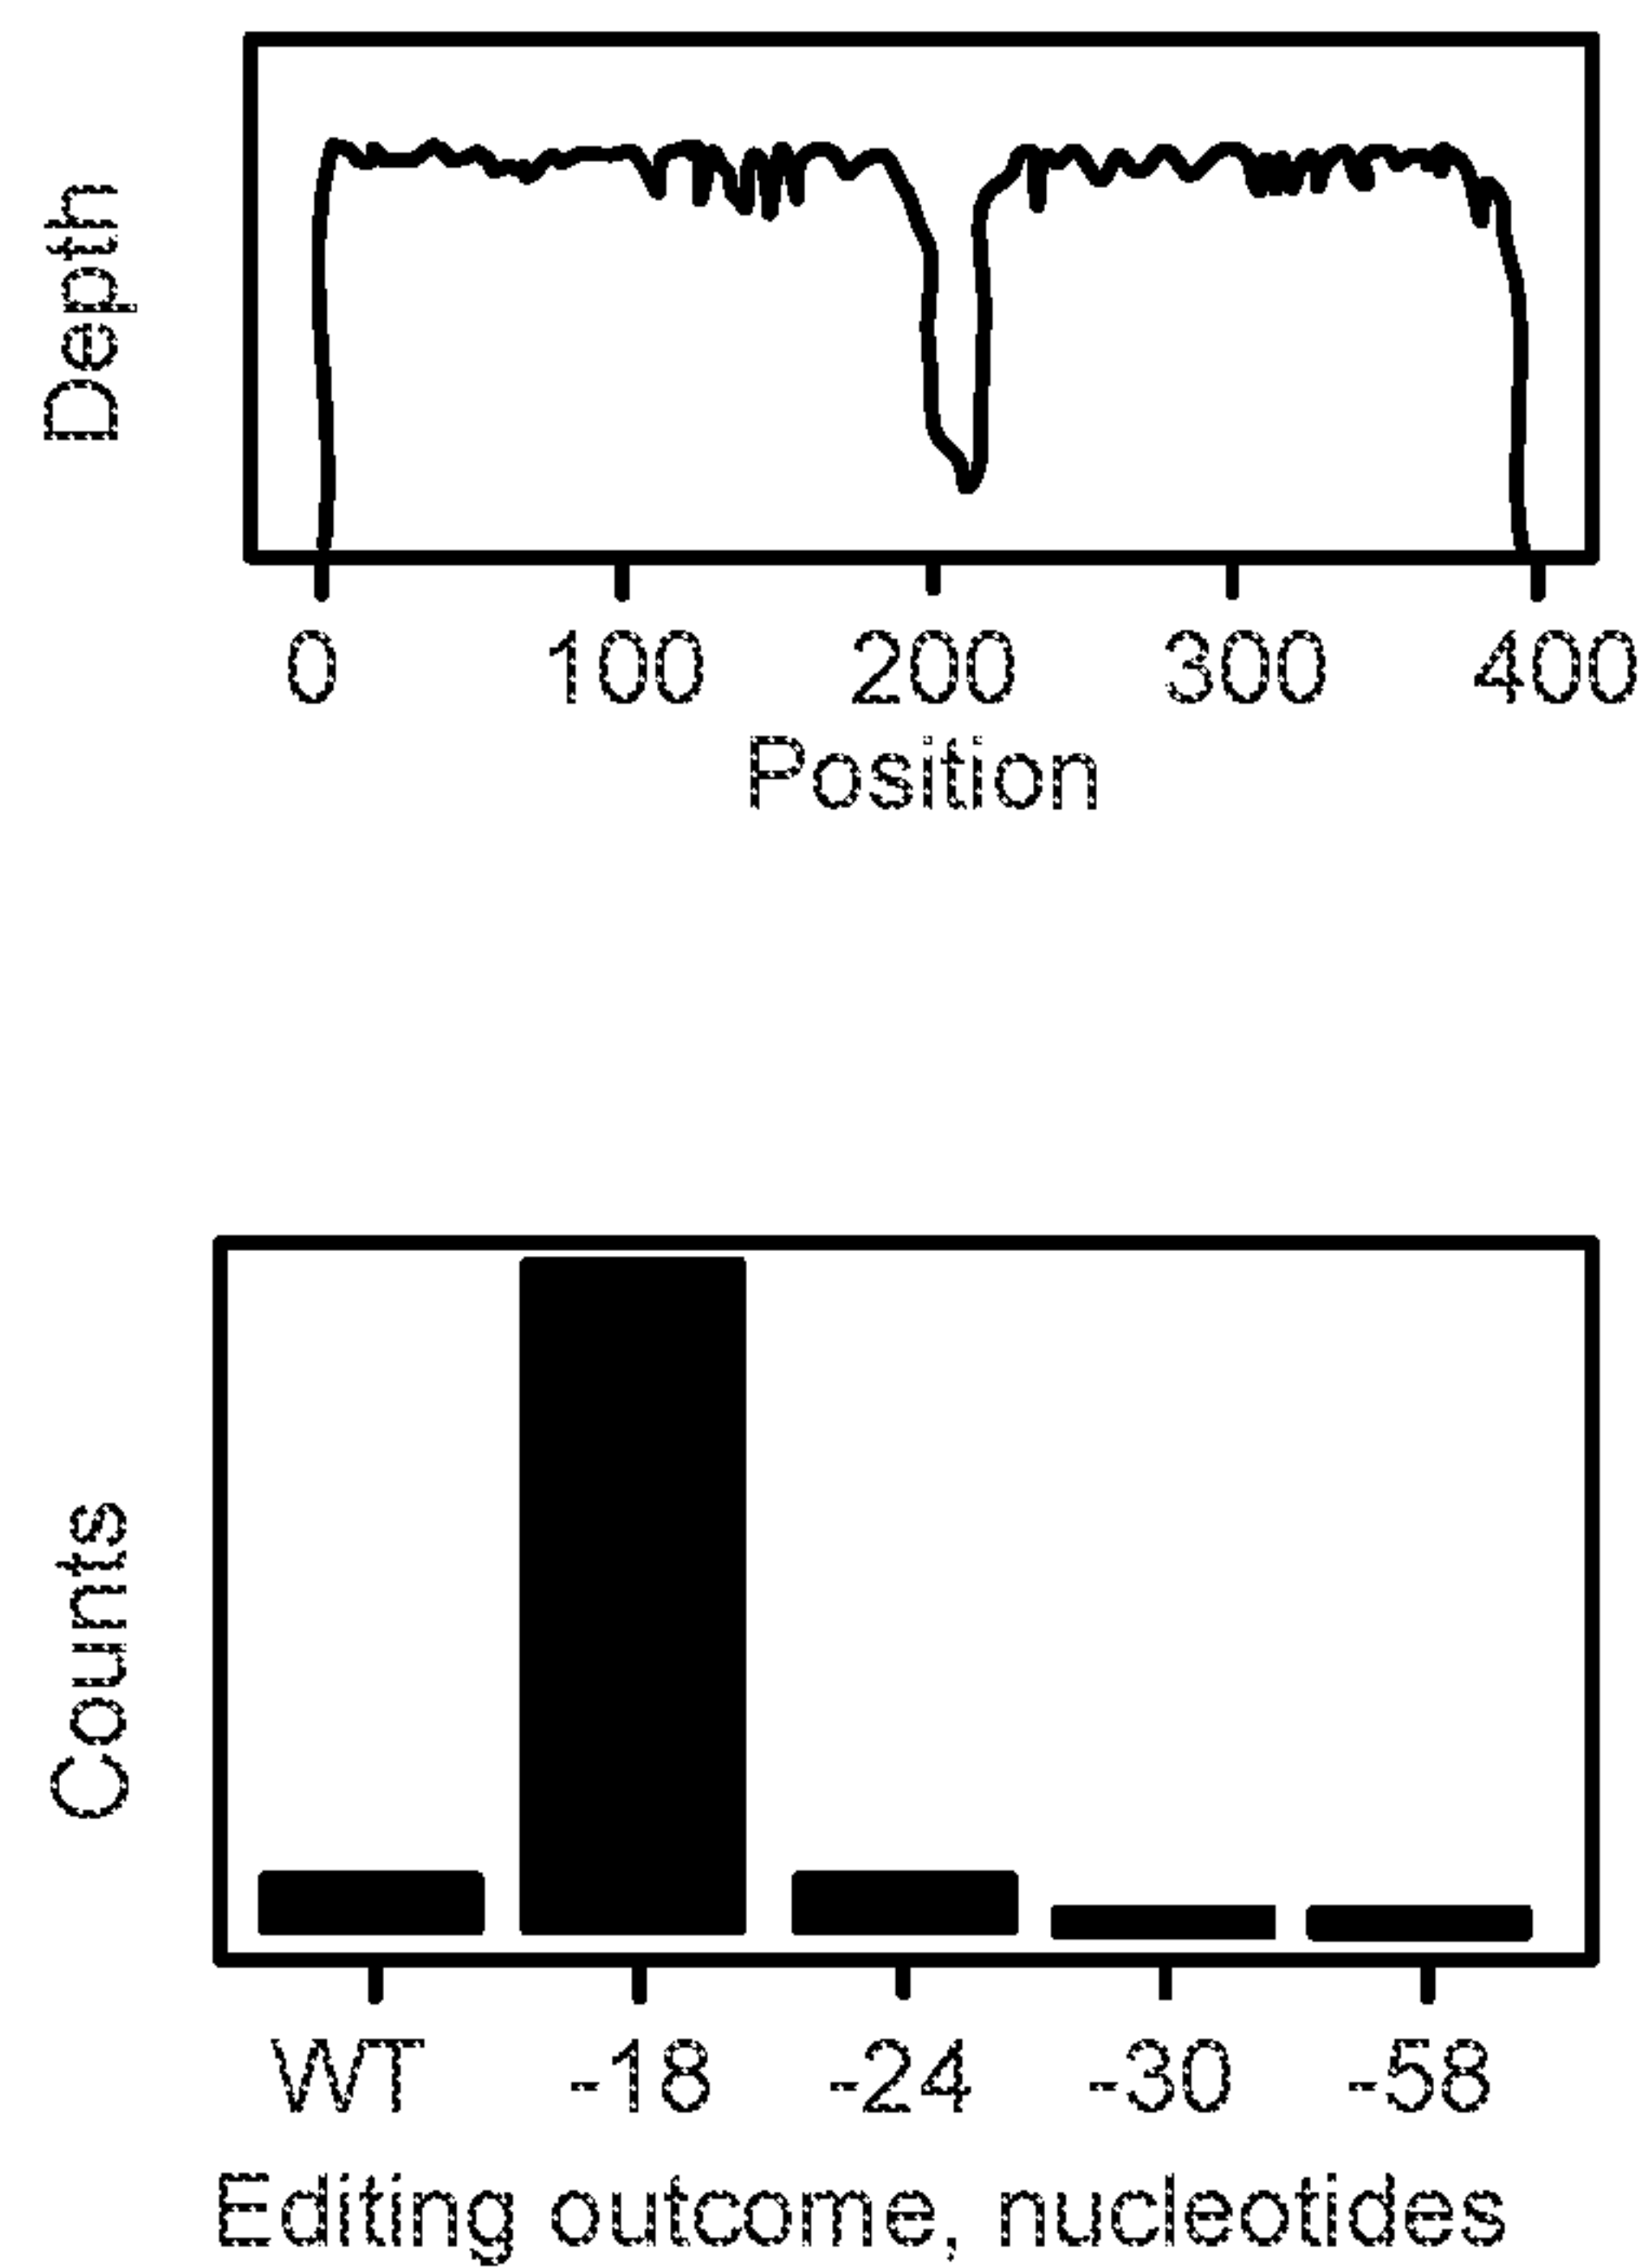 Depth
0 100 200 300 400
Position
Counts
WT -18 -24 -30 -58
Editing outcome, nucleotides